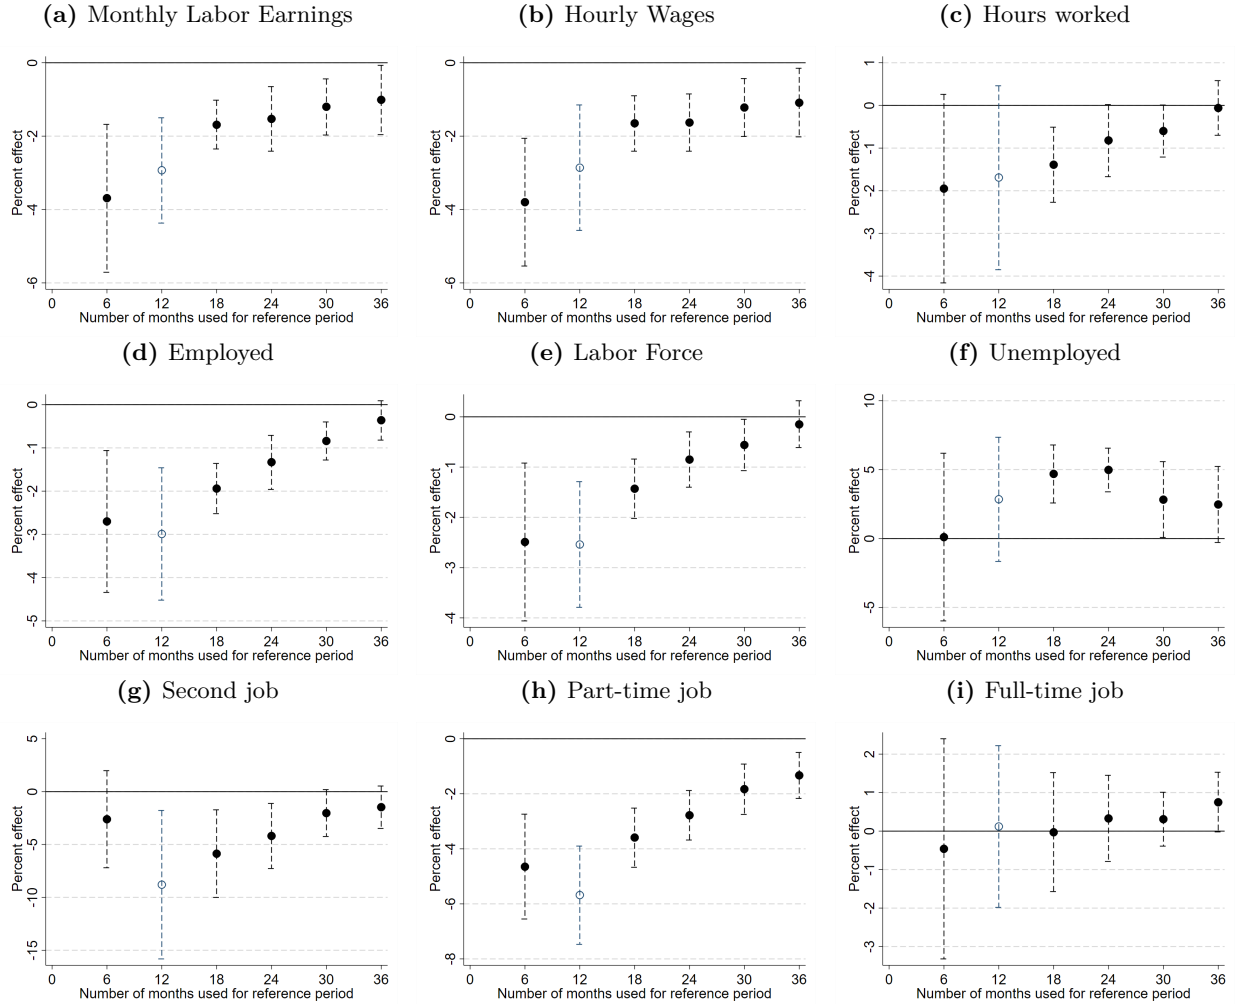 (a) Monthly Labor Earnings
Percent effect
0
-2
-4
-6
0 6 12 18 24 30 36
Number of months used for reference period
(b) Hourly Wages
Percent effect
0
-2
-4
-6
0 6 12 18 24 30 36
Number of months used for reference period
(c) Hours worked
Percent effect
1
0
-1
-2
-3
-4
0 6 12 18 24 30 36
Number of months used for reference period
(d) Employed
Percent effect
0
-1
-2
-3
-4
-5
0 6 12 18 24 30 36
Number of months used for reference period
(e) Labor Force
Percent effect
0
-1
-2
-3
-4
0 6 12 18 24 30 36
Number of months used for reference period
(f) Unemployed
Percent effect
10
5
0
-5
0 6 12 18 24 30 36
Number of months used for reference period
(g) Second job
Percent effect
5
0
-5
-10
-15
0 6 12 18 24 30 36
Number of months used for reference period
(h) Part-time job
Percent effect
0
-2
-4
-6
-8
0 6 12 18 24 30 36
Number of months used for reference period
(i) Full-time job
Percent effect
2
1
0
-1
-2
-3
0 6 12 18 24 30 36
Number of months used for reference period